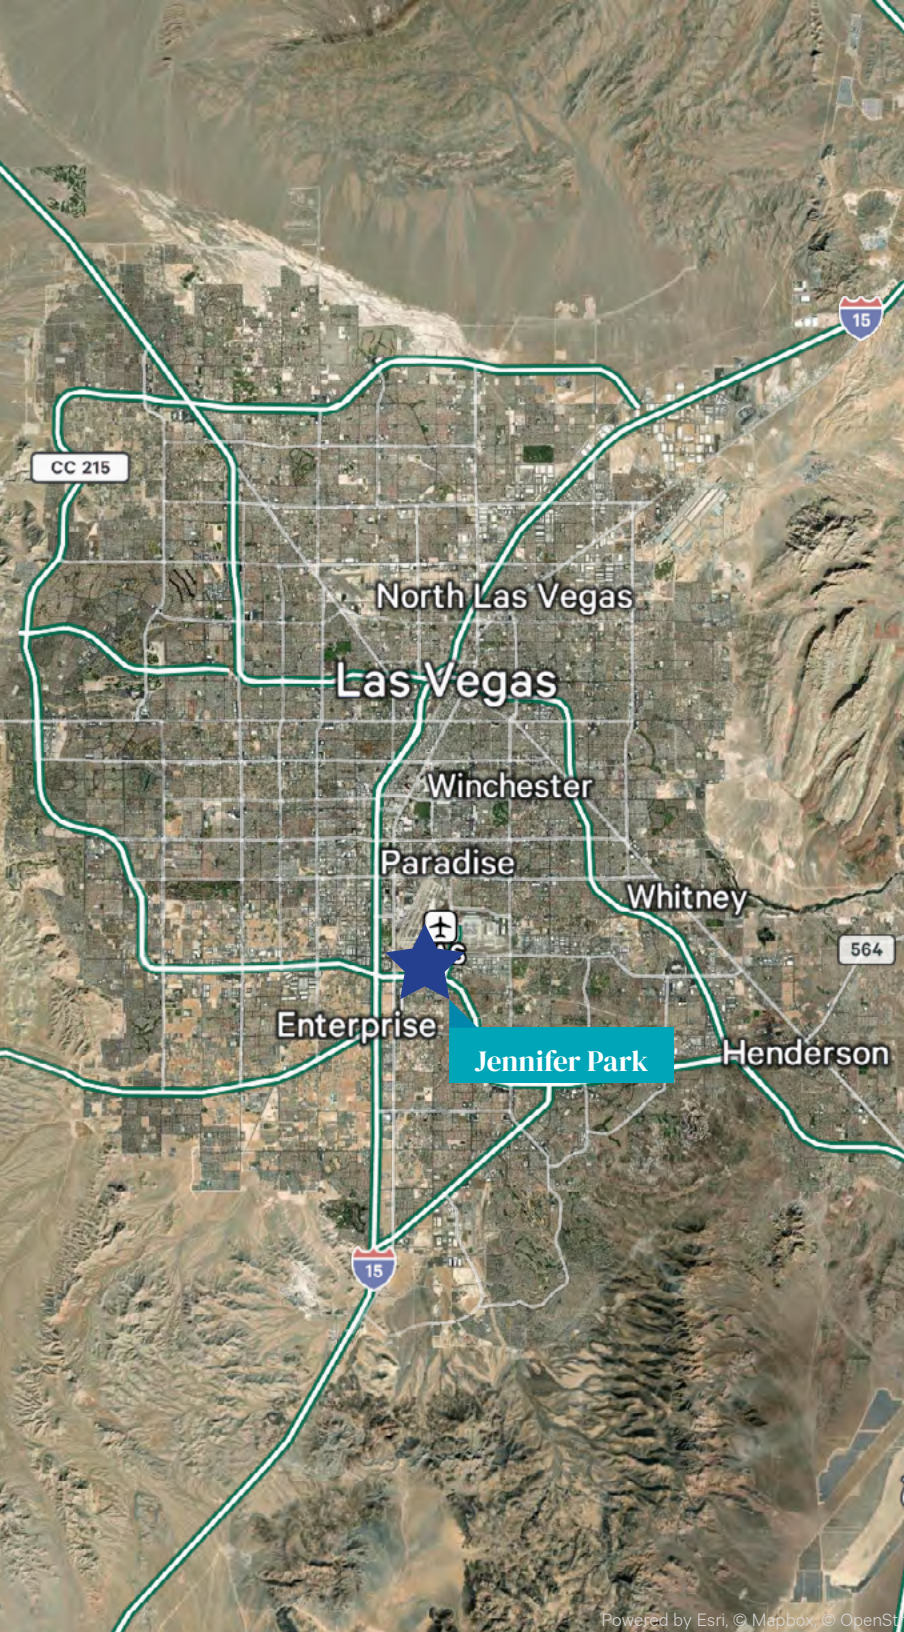 15
CC 215
North Las Vegas
Las Vegas
Winchester
Paradise
Whitney
564
Enterprise
Jennifer Park
Henderson
15
Powered by Esri, © Mapbox, © OpenSt